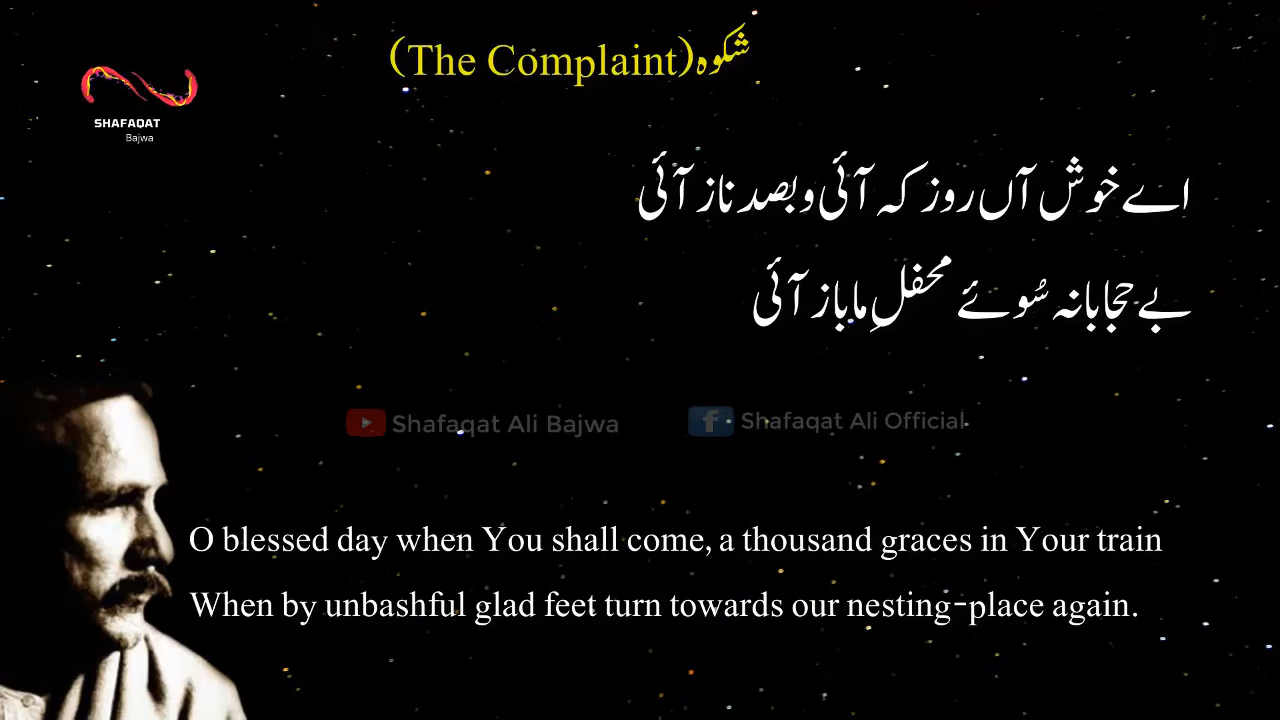 شکوہ(The Complaint)
SHAFAQAT
Bajwa
اے خوش آں روز کہ آئی و بصد ناز آئی
بے حجابانہ سُوئے محفلِ ما باز آئی
Shafaqat Ali Bajwa
Shafaqat Ali Official
O blessed day when You shall come, a thousand graces in Your train
When by unbashful glad feet turn towards our nesting-place again.